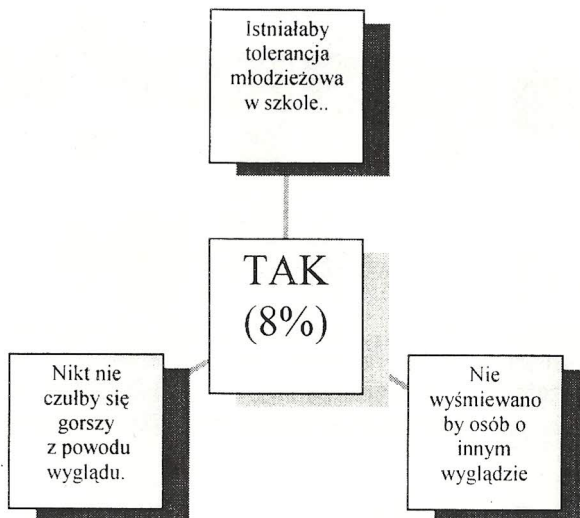 Istniałaby
tolerancja
młodzieżowa
w szkole..
TAK
(8%)
Nikt nie
czułby się
gorszy
z powodu
wyglądu.
Nie
wyśmiewano
by osób o
innym
wyglądzie